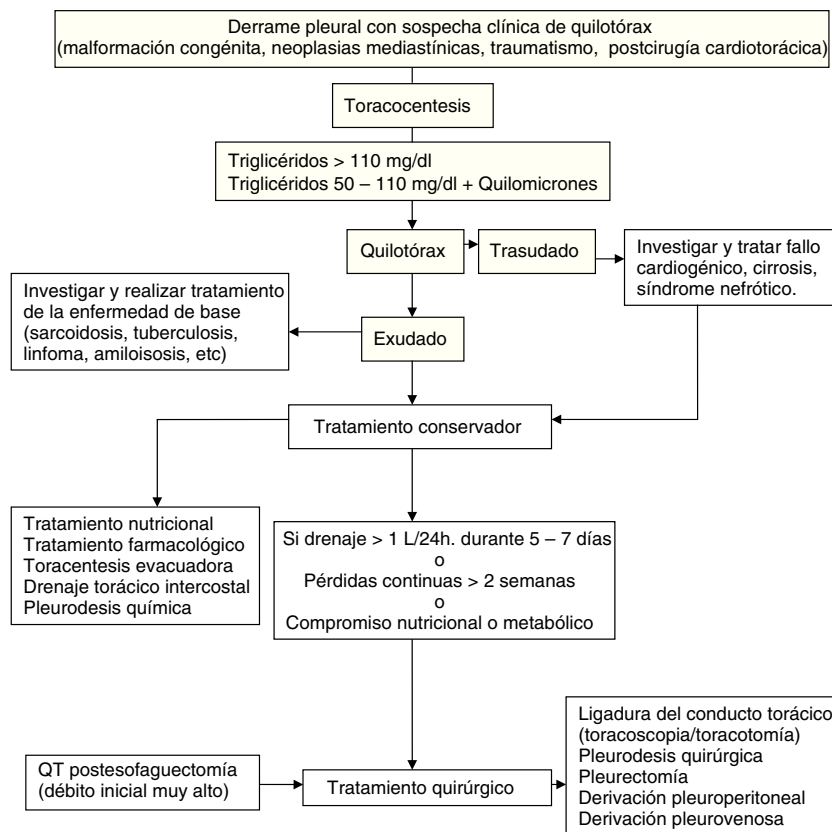 Derrame pleural con sospecha clínica de quilotórax
(malformación congénita, neoplasias mediastínicas, traumatismo, postcirugía cardiotorácica)
Toracocentesis
Triglicéridos > 110 mg/dl
Triglicéridos 50 – 110 mg/dl + Quilomicrones
Quilotórax
Trasudado
Investigar y tratar fallo
cardiogénico, cirrosis,
síndrome nefrótico.
Investigar y realizar tratamiento
de la enfermedad de base
(sarcoidosis, tuberculosis,
linfoma, amiloisosis, etc)
Exudado
Tratamiento conservador
Tratamiento nutricional
Tratamiento farmacológico
Toracentesis evacuadora
Drenaje torácico intercostal
Pleurodesis química
Si drenaje > 1 L/24h. durante 5 – 7 días
o
Pérdidas continuas > 2 semanas
o
Compromiso nutricional o metabólico
QT postesofaguectomía
(débito inicial muy alto)
Tratamiento quirúrgico
Ligadura del conducto torácico
(toracoscopia/toracotomía)
Pleurodesis quirúrgica
Pleurectomía
Derivación pleuroperitoneal
Derivación pleurovenosa